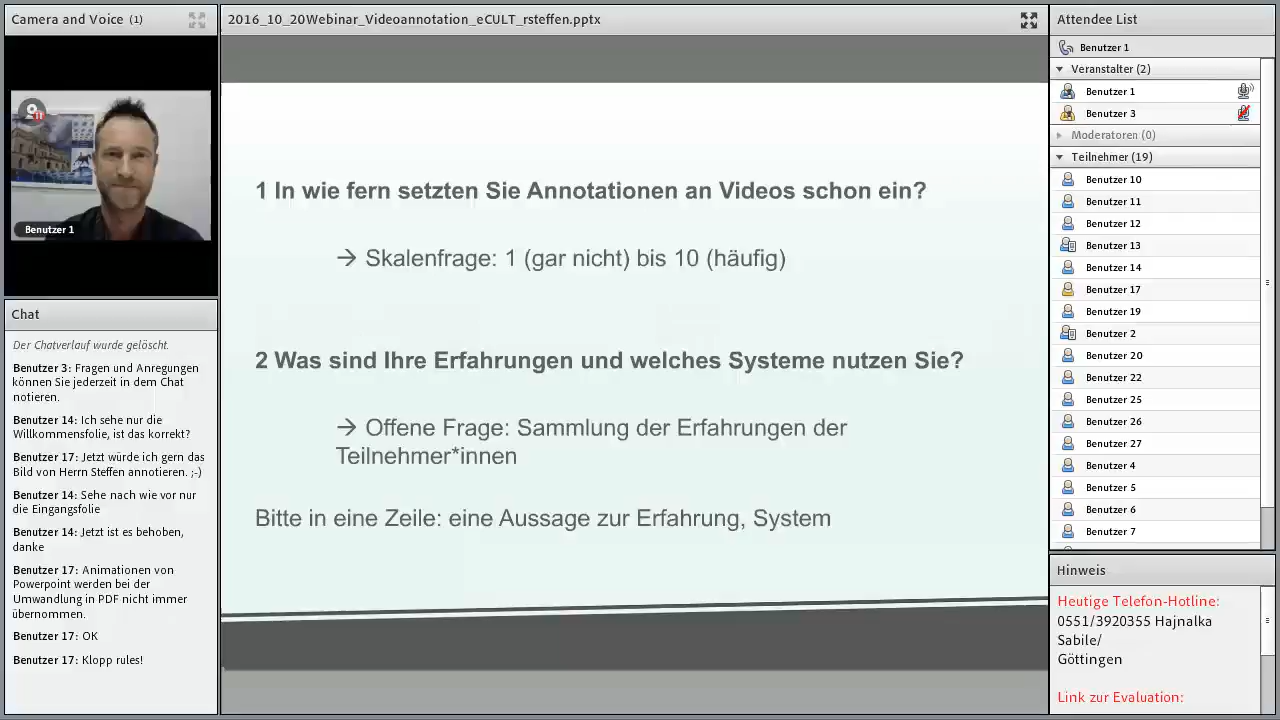 Camera and Voice (1)
Benutzer 1
Chat
Der Chatverlauf wurde gelöscht.
Benutzer 3: Fragen und Anregungen
können Sie jederzeit in dem Chat
notieren.
Benutzer 14: Ich sehe nur die
Willkommensfolie, ist das korrekt?
Benutzer 17: Jetzt würde ich gern das
Bild von Herrn Steffen annotieren. ;-)
Benutzer 14: Sehe nach wie vor nur
die Eingangsfolie
Benutzer 14: Jetzt ist es behoben,
danke
Benutzer 17: Animationen von
Powerpoint werden bei der
Umwandlung in PDF nicht immer
übernommen.
Benutzer 17: OK
Benutzer 17: Klopp rules!
2016_10_20Webinar_Videoannotation_eCULT_rsteffen.pptx
1 In wie fern setzten Sie Annotationen an Videos schon ein?
→ Skalenfrage: 1 (gar nicht) bis 10 (häufig)
2 Was sind Ihre Erfahrungen und welches Systeme nutzen Sie?
→ Offene Frage: Sammlung der Erfahrungen der
Teilnehmer*innen
Bitte in eine Zeile: eine Aussage zur Erfahrung, System
Attendee List
Benutzer 1
Veranstalter (2)
Benutzer 1
Benutzer 3
Moderatoren (0)
Teilnehmer (19)
Benutzer 10
Benutzer 11
Benutzer 12
Benutzer 13
Benutzer 14
Benutzer 17
Benutzer 19
Benutzer 2
Benutzer 20
Benutzer 22
Benutzer 25
Benutzer 26
Benutzer 27
Benutzer 4
Benutzer 5
Benutzer 6
Benutzer 7
Hinweis
Heutige Telefon-Hotline:
0551/3920355 Hajnalka
Sabile/
Göttingen
Link zur Evaluation: